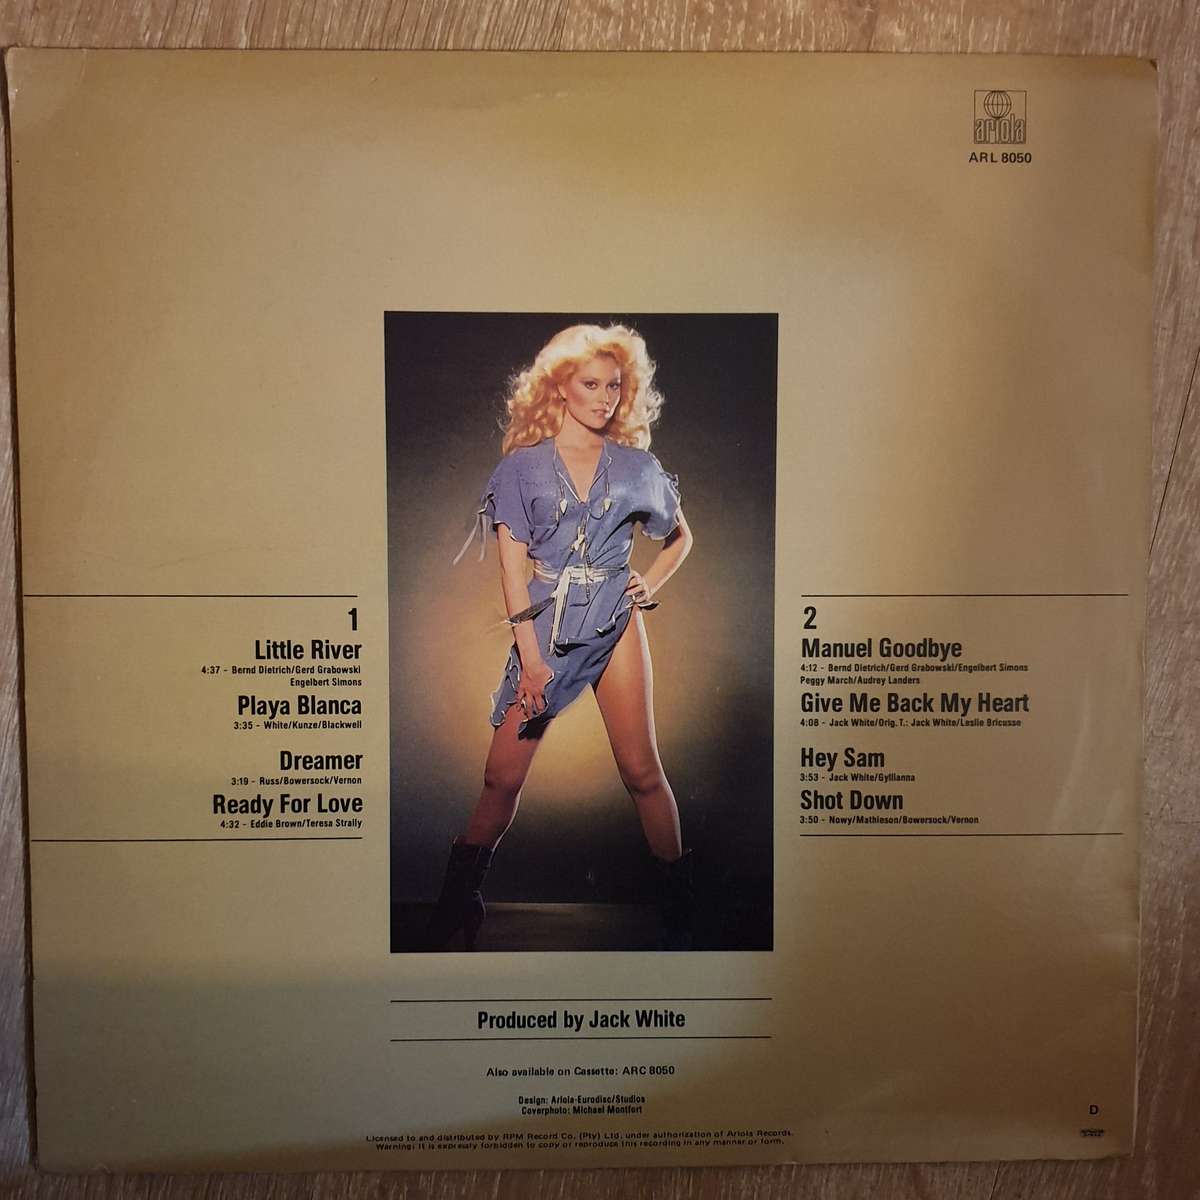 ariola
ARL 8050
1
Little River
4:37 - Bernd Dietrich/Gerd Grabowski
Engelbert Simons
Playa Blanca
3:35 - White/Kunze/Blackwell
Dreamer
3:19 - Russ/Bowersock/Vernon
Ready For Love
4:32 - Eddie Brown/Teresa Strally
2
Manuel Goodbye
4:12 - Bernd Dietrich/Gerd Grabowski/Engelbert Simons
Peggy March/Audrey Landers
Give Me Back My Heart
4:08 - Jack White/Orig. T.: Jack White/Leslie Bricusse
Hey Sam
3:53 - Jack White/Gyllianna
Shot Down
3:50 - Nowy/Mathieson/Bowersock/Vernon
Produced by Jack White
Also available on Cassette: ARC 8050
Design: Ariola-Eurodisc/Studios
Coverphoto: Michael Montfort
Licensed to and distributed by RPM Record Co. (Pty) Ltd. under authorization of Ariola Records.
Warning: It is expressly forbidden to copy or reproduce this recording in any manner or form.
D